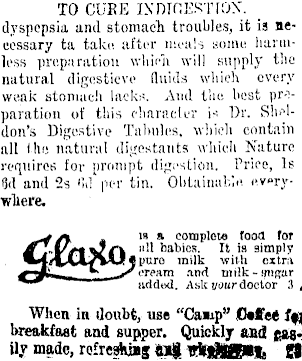 TO CURE INDIGESTION,
dyspepsia and stomach troubles, it is ne-
cessary ta take after meals some harm-
less preparation which will supply the
natural digestieve fluids which every
weak stomach lacks. And the best pre-
paration of this character is Dr. Shel-
don's Digestive Tabules, which contain
all the natural digestants which Nature
requires for prompt digestion. Price, 1s
6d and 2s 6d per tin. Obtainable every-
where.
Glaxo,
is a complete food for
all babies. It is simply
pure milk with extra
cream and milk-sugar
added. Ask your doctor 3
When in doubt, use "Camp" Coffee for
breakfast and supper. Quickly and eas-
ily made, refreshing and